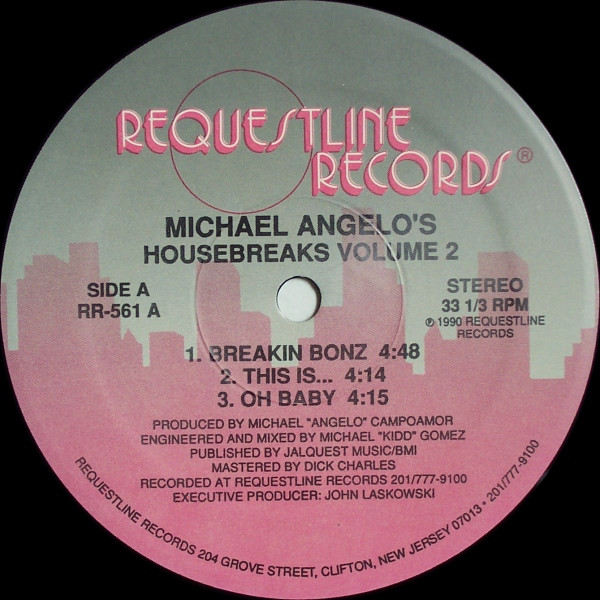 REQUESTLINE
RECORDS®
MICHAEL ANGELO'S
HOUSEBREAKS VOLUME 2
SIDE A
RR-561 A
STEREO
33 1/3 RPM
℗ 1990 REQUESTLINE
RECORDS
1. BREAKIN BONZ 4:48
2. THIS IS... 4:14
3. OH BABY 4:15
PRODUCED BY MICHAEL "ANGELO" CAMPOAMOR
ENGINEERED AND MIXED BY MICHAEL "KIDD" GOMEZ
PUBLISHED BY JALQUEST MUSIC/BMI
MASTERED BY DICK CHARLES
RECORDED AT REQUESTLINE RECORDS 201/777-9100
EXECUTIVE PRODUCER: JOHN LASKOWSKI
REQUESTLINE RECORDS 204 GROVE STREET, CLIFTON, NEW JERSEY 07013 • 201/777-9100